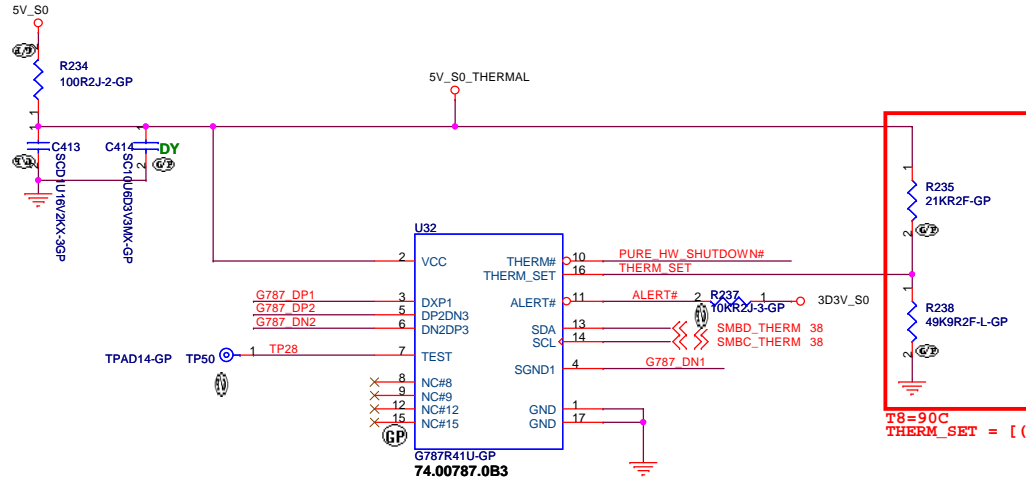 5V_S0
R234
100R2J-2-GP
5V_S0_THERMAL
1
1
1
C413
C414
DY
2
2
SCD1U16V2KX-3GP
SC10U6D3V3MX-GP
G/P
1
R235
21KR2F-GP
2
G/P
U32
2
VCC
THERM#
10
PURE_HW_SHUTDOWN#
THERM_SET
16
THERM_SET
G787_DP1
3
DXP1
ALERT#
11
ALERT#
2
R237
1
10KR2J-3-GP
3D3V_S0
1
R238
49K9R2F-L-GP
2
G/P
G787_DP2
5
DP2DN3
G787_DN2
6
DN2DP3
SDA
13
SMBD_THERM 38
SCL
14
SMBC_THERM 38
TPAD14-GP
TP50
1
TP28
7
TEST
SGND1
4
G787_DN1
8
NC#8
9
NC#9
12
NC#12
15
NC#15
GND
1
GND
17
GP
G787R41U-GP
74.00787.0B3
T8=90C
THERM_SET = [(